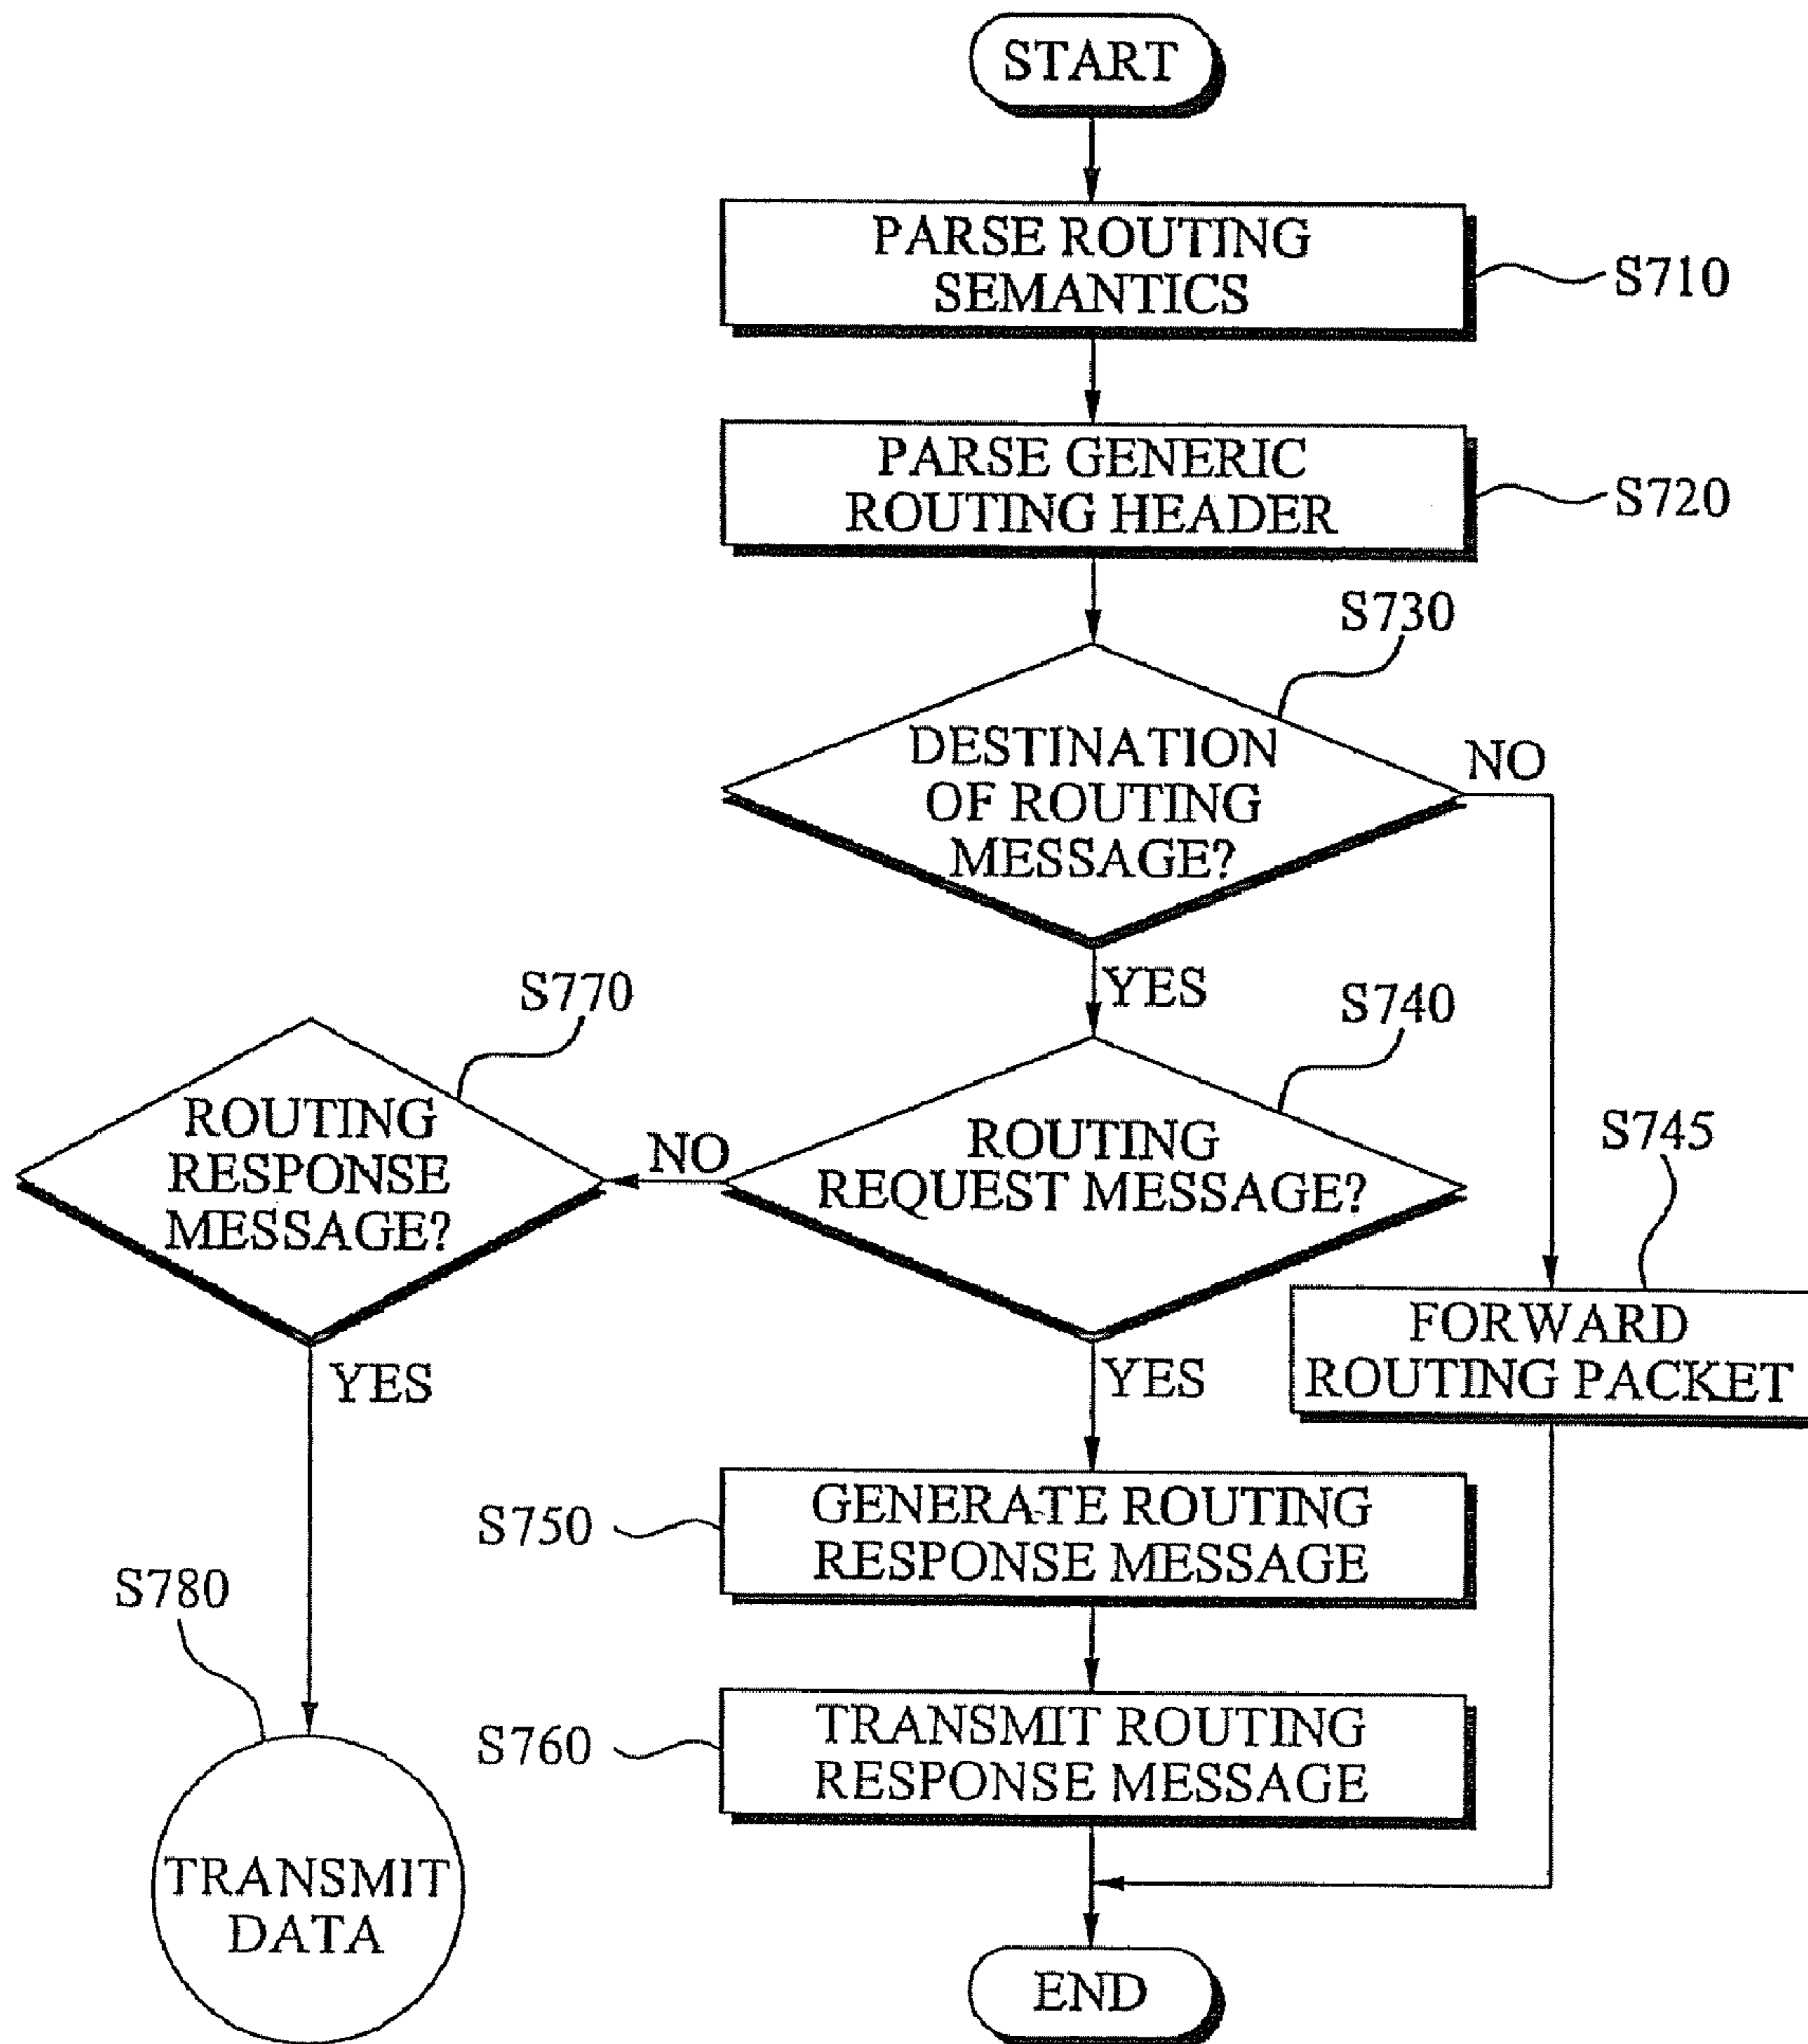 START
PARSE ROUTING
SEMANTICS
S710
PARSE GENERIC
ROUTING HEADER
S720
S730
DESTINATION
OF ROUTING
MESSAGE?
NO
YES
S770
S740
ROUTING
RESPONSE
MESSAGE?
NO
ROUTING
REQUEST MESSAGE?
S745
FORWARD
ROUTING PACKET
YES
YES
S750
GENERATE ROUTING
RESPONSE MESSAGE
S780
S760
TRANSMIT ROUTING
RESPONSE MESSAGE
TRANSMIT
DATA
END